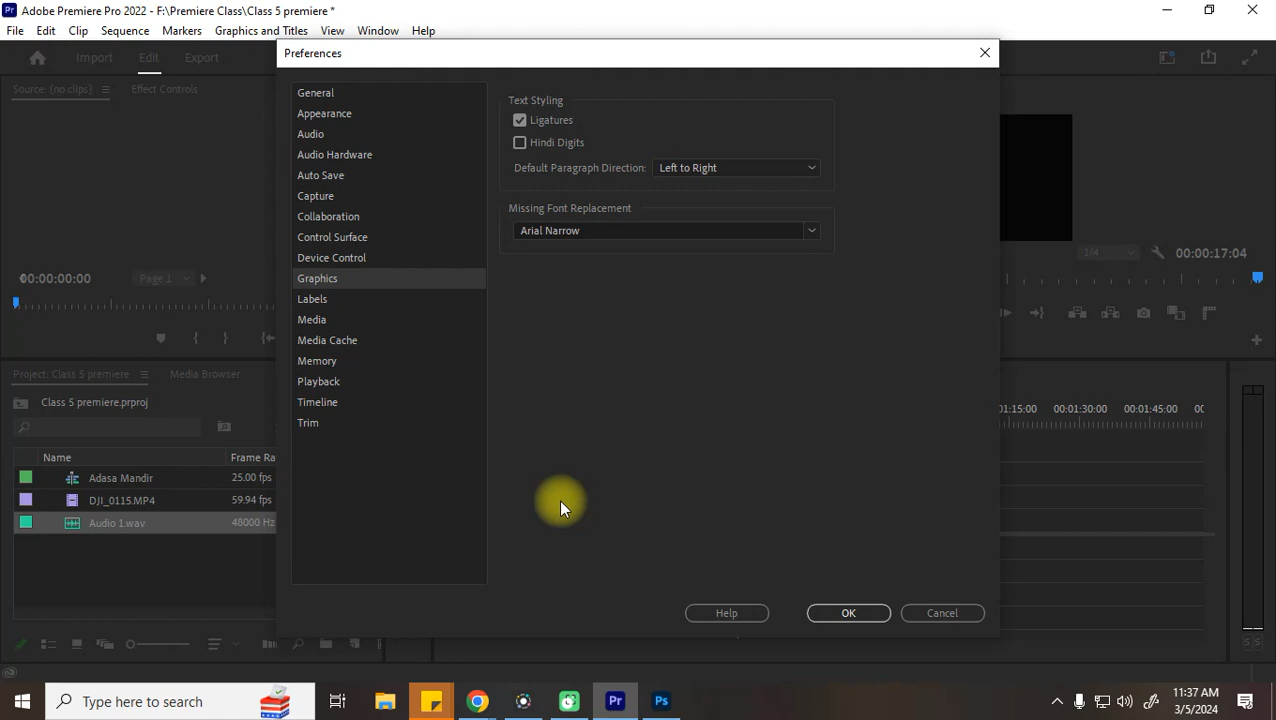 Adobe Premiere Pro 2022 - F:\Premiere Class\Class 5 premiere *
File Edit Clip Sequence Markers Graphics and Titles View Window Help
Import Edit Export
Preferences
Source: (no clips) Effect Controls
General
Appearance
Audio
Audio Hardware
Auto Save
Capture
Collaboration
Control Surface
Device Control
Graphics
Labels
Media
Media Cache
Memory
Playback
Timeline
Trim
Text Styling
Ligatures
Hindi Digits
Default Paragraph Direction: Left to Right
Missing Font Replacement
Arial Narrow
Help OK Cancel
00:00:00:00 Page 1
1/4 00:00:17:04
Project: Class 5 premiere Media Browser
Class 5 premiere.prproj
Name Frame Ra
Adasa Mandir 25.00 fps
DJI_0115.MP4 59.94 fps
Audio 1.wav 48000 Hz
:01:15:00 00:01:30:00 00:01:45:00 00
S S
Type here to search
11:37 AM
3/5/2024